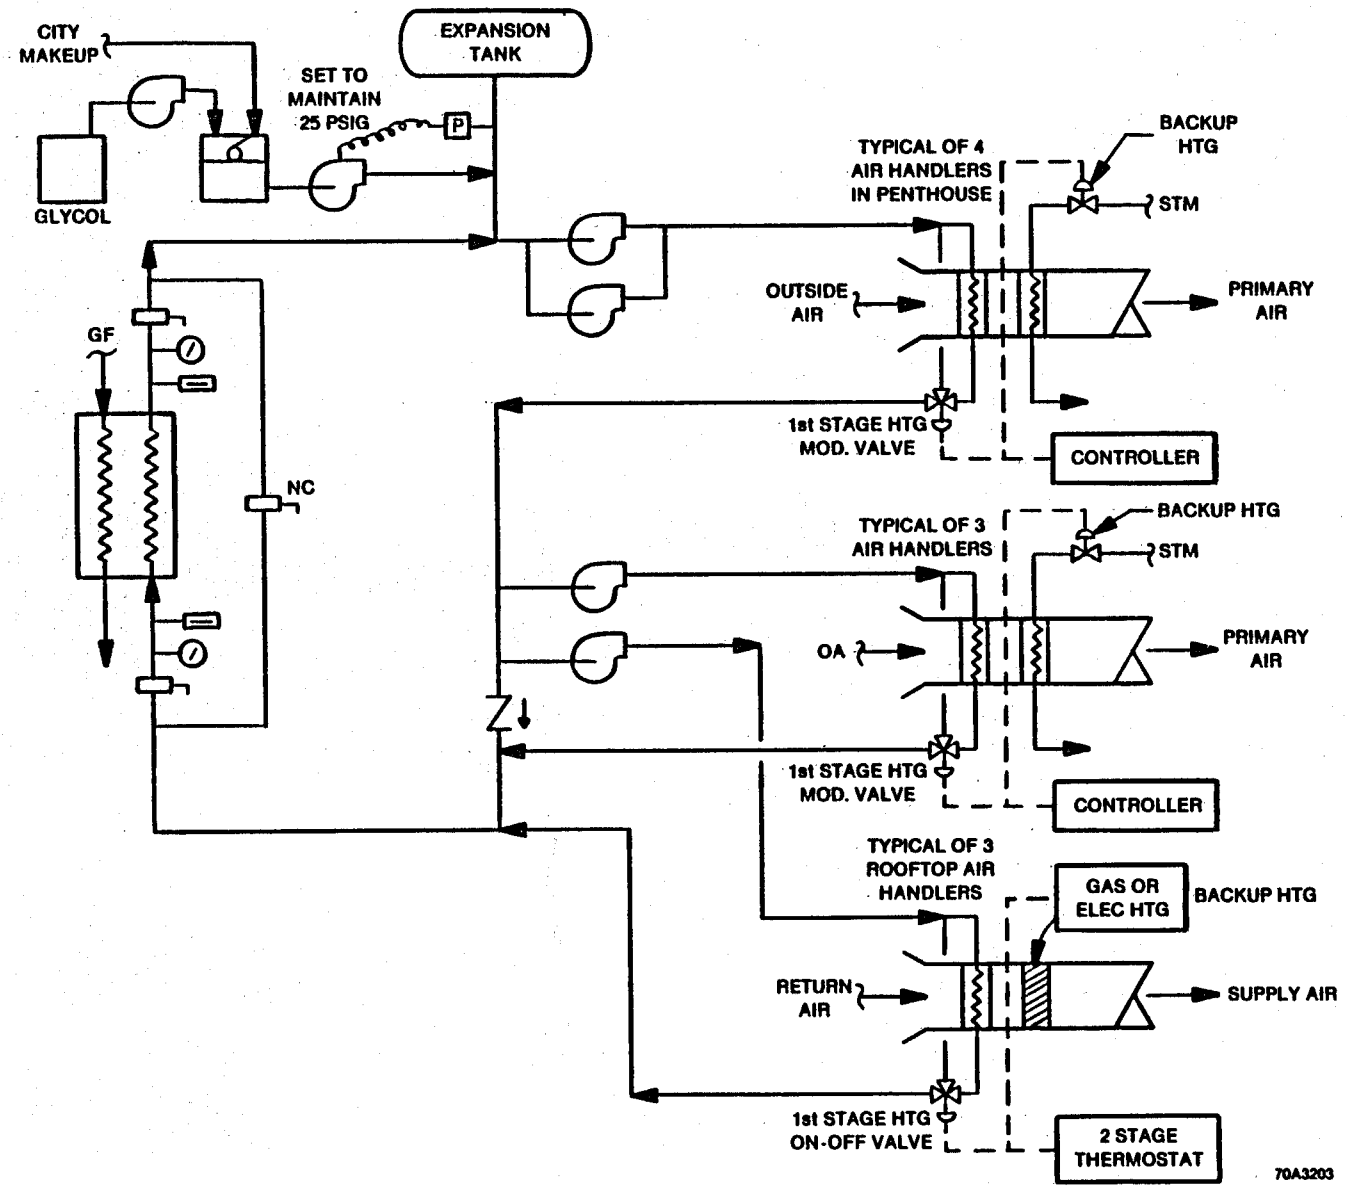 CITY
MAKEUP
EXPANSION
TANK
SET TO
MAINTAIN
25 PSIG
P
GLYCOL
TYPICAL OF 4
AIR HANDLERS
IN PENTHOUSE
BACKUP
HTG
STM
OUTSIDE
AIR
PRIMARY
AIR
GF
1st STAGE HTG
MOD. VALVE
CONTROLLER
NC
TYPICAL OF 3
AIR HANDLERS
BACKUP HTG
STM
OA
PRIMARY
AIR
1st STAGE HTG
MOD. VALVE
CONTROLLER
TYPICAL OF 3
ROOFTOP AIR
HANDLERS
GAS OR
ELEC HTG
BACKUP HTG
RETURN
AIR
SUPPLY AIR
1st STAGE HTG
ON-OFF VALVE
2 STAGE
THERMOSTAT
70A3203